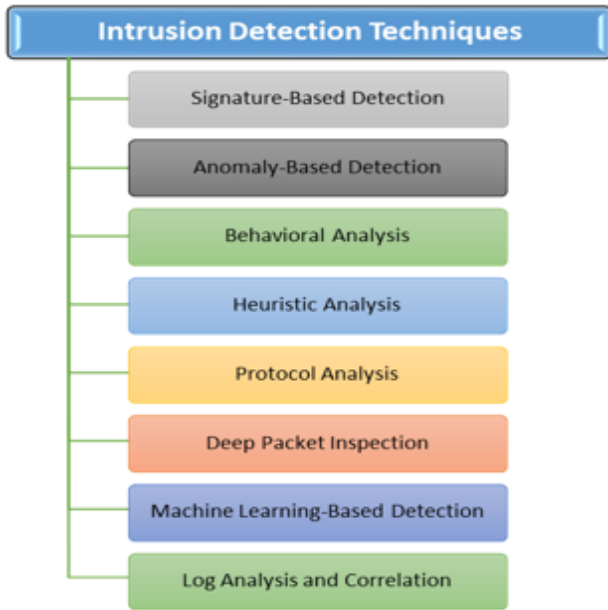 Intrusion Detection Techniques
Signature-Based Detection
Anomaly-Based Detection
Behavioral Analysis
Heuristic Analysis
Protocol Analysis
Deep Packet Inspection
Machine Learning-Based Detection
Log Analysis and Correlation